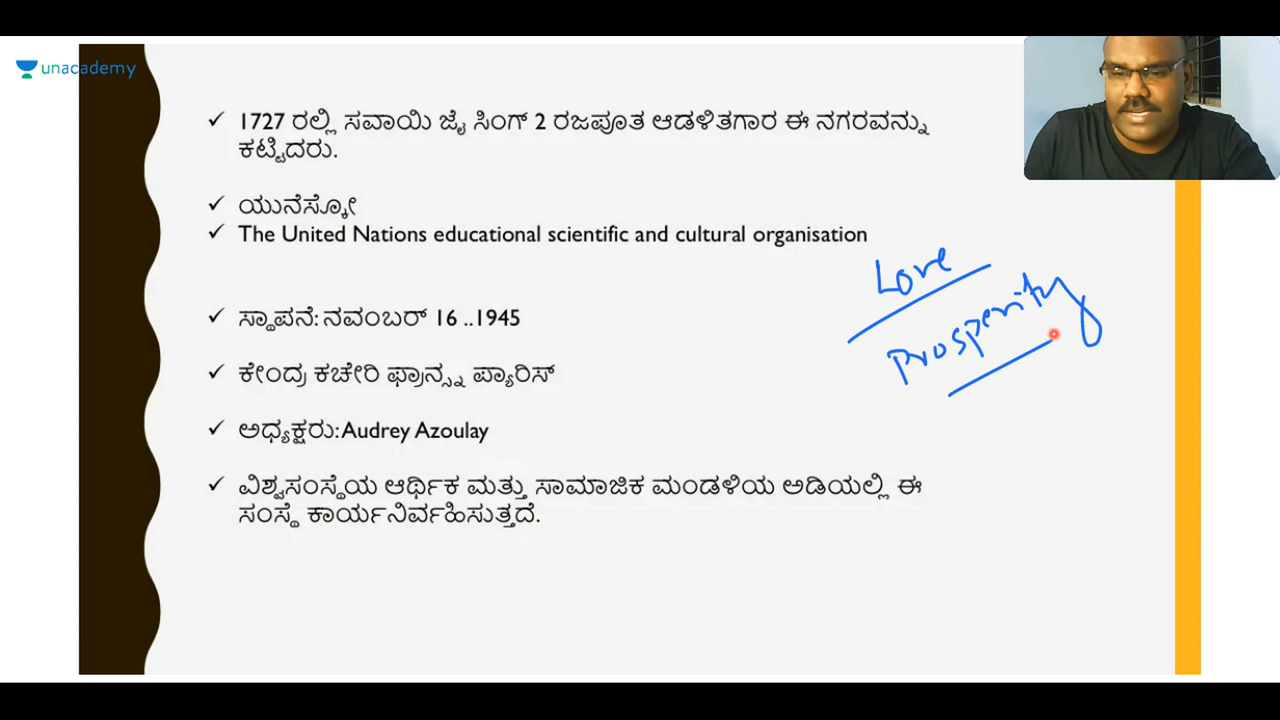 unacademy
✓ 1727 ರಲ್ಲಿ ಸವಾಯಿ ಜೈ ಸಿಂಗ್ 2 ರಜಪೂತ ಆಡಳಿತಗಾರ ಈ ನಗರವನ್ನು
ಕಟ್ಟಿದರು.
✓ ಯುನೆಸ್ಕೋ
✓ The United Nations educational scientific and cultural organisation
Love
prosperity
✓ ಸ್ಥಾಪನೆ: ನವಂಬರ್ 16 ..1945
✓ ಕೇಂದ್ರ ಕಚೇರಿ ಫ್ರಾನ್ಸ್ನ ಪ್ಯಾರಿಸ್
✓ ಅಧ್ಯಕ್ಷರು: Audrey Azoulay
✓ ವಿಶ್ವಸಂಸ್ಥೆಯ ಆರ್ಥಿಕ ಮತ್ತು ಸಾಮಾಜಿಕ ಮಂಡಳಿಯ ಅಡಿಯಲ್ಲಿ ಈ
ಸಂಸ್ಥೆ ಕಾರ್ಯನಿರ್ವಹಿಸುತ್ತದೆ.